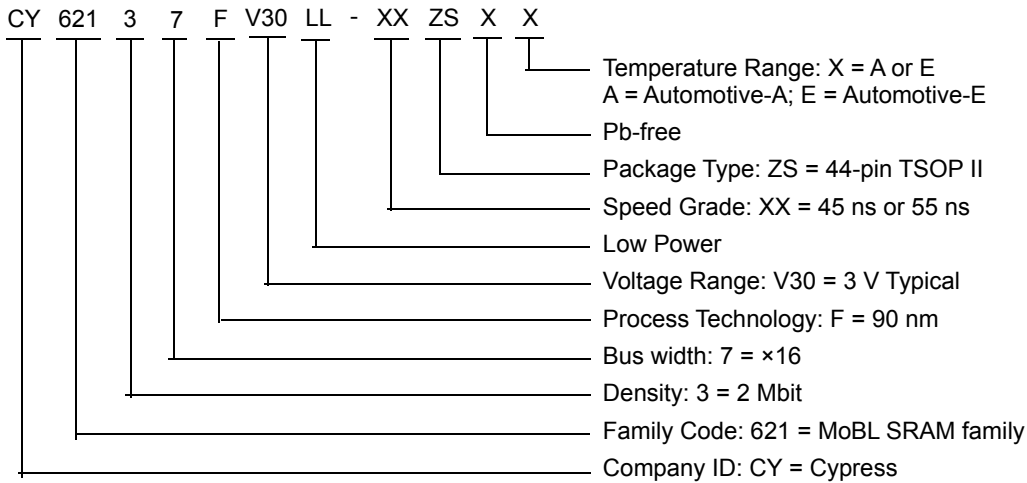 CY 621 3 7 F V30 LL - XX ZS X X
Temperature Range: X = A or E
A = Automotive-A; E = Automotive-E
Pb-free
Package Type: ZS = 44-pin TSOP II
Speed Grade: XX = 45 ns or 55 ns
Low Power
Voltage Range: V30 = 3 V Typical
Process Technology: F = 90 nm
Bus width: 7 = ×16
Density: 3 = 2 Mbit
Family Code: 621 = MoBL SRAM family
Company ID: CY = Cypress